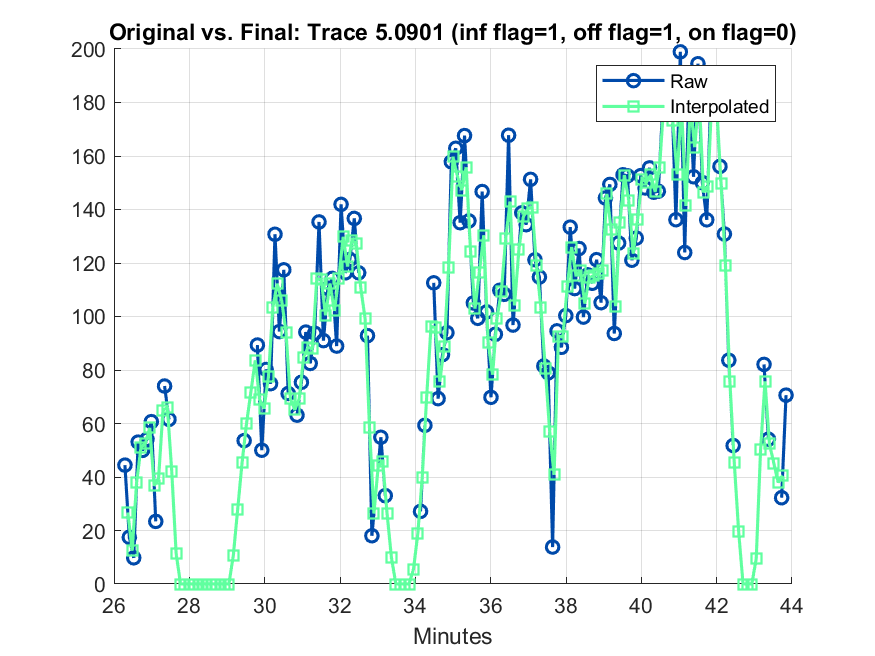 Original vs. Final: Trace 5.0901 (inf flag=1, off flag=1, on flag=0)
200
180
160
140
120
100
80
60
40
20
0
Raw
Interpolated
26 28 30 32 34 36 38 40 42 44
Minutes